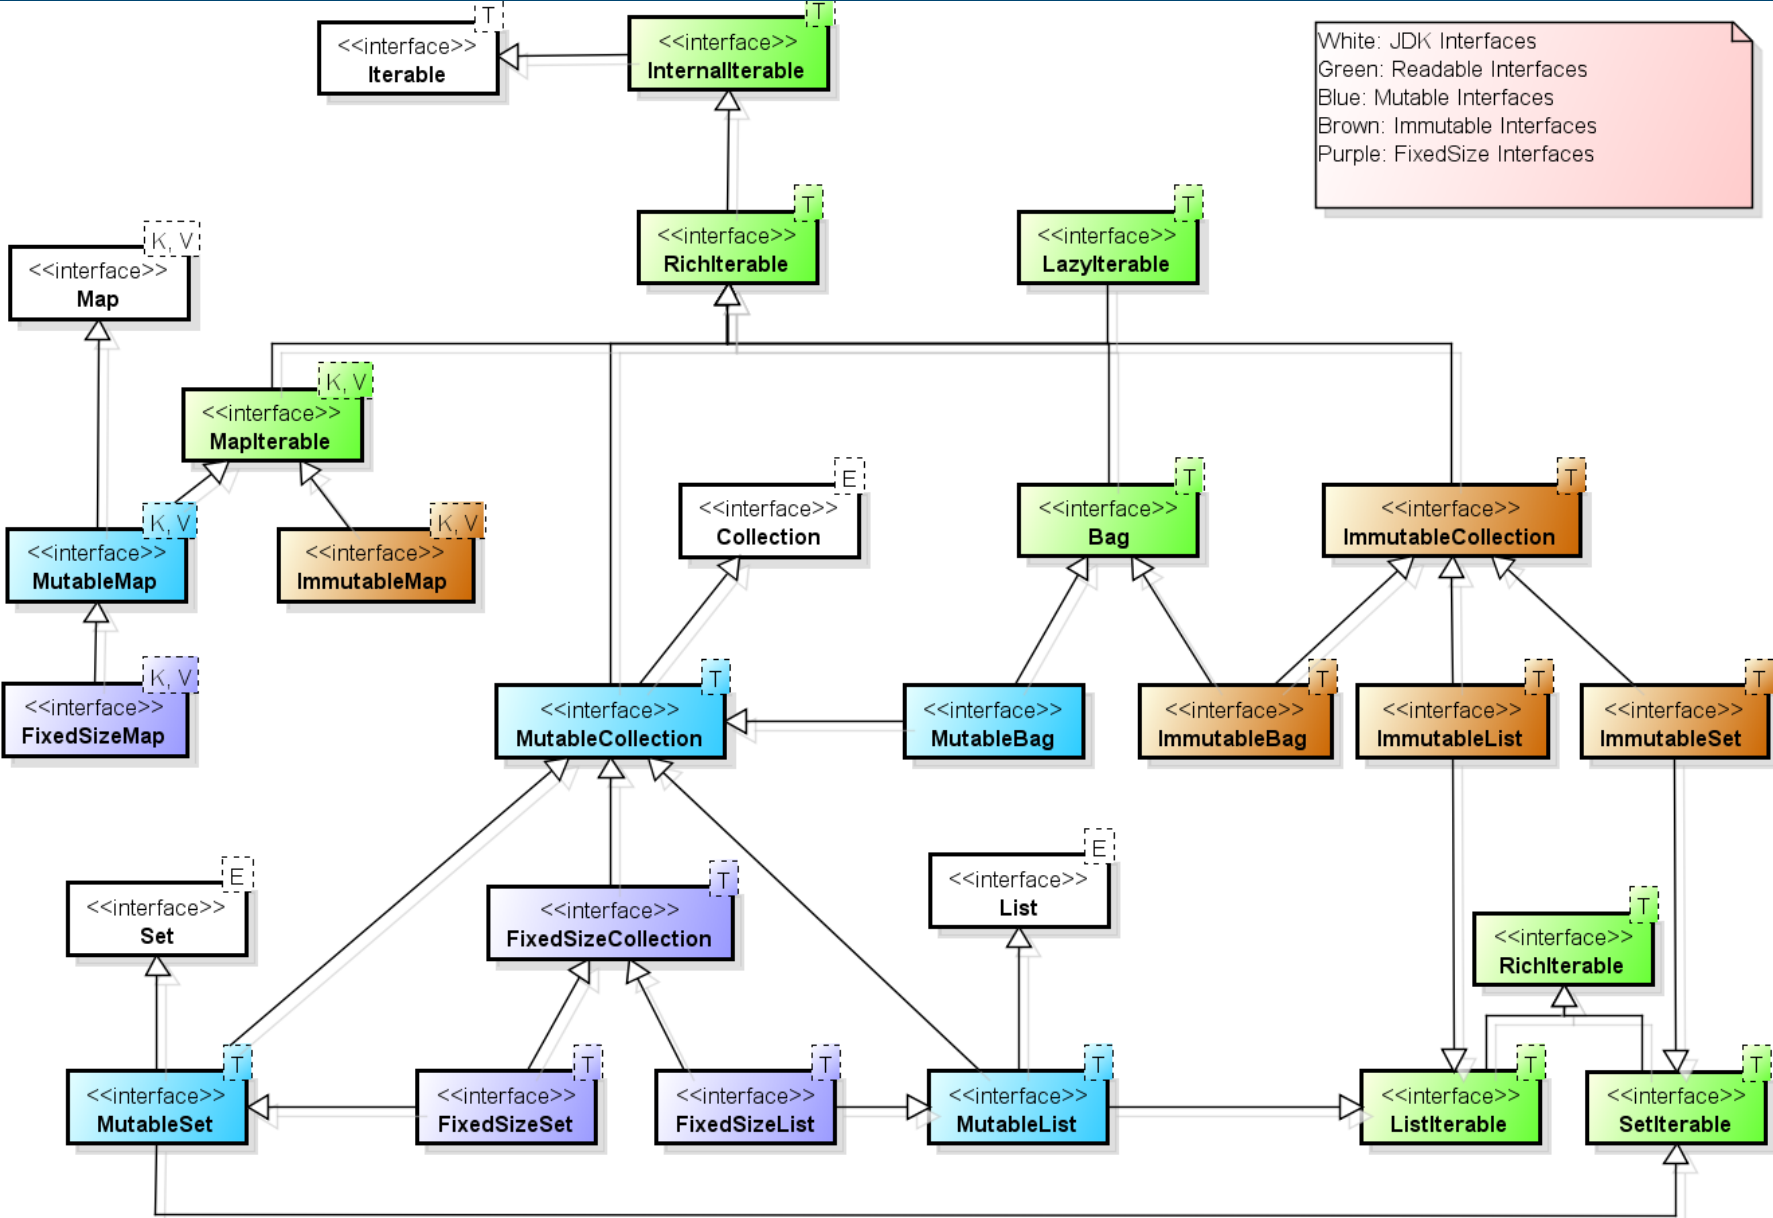 T
<<interface>>
Iterable
T
<<interface>>
InternalIterable
White: JDK Interfaces
Green: Readable Interfaces
Blue: Mutable Interfaces
Brown: Immutable Interfaces
Purple: FixedSize Interfaces
T
<<interface>>
RichIterable
T
<<interface>>
LazyIterable
K, V
<<interface>>
Map
K, V
<<interface>>
MapIterable
E
<<interface>>
Collection
T
<<interface>>
Bag
T
<<interface>>
ImmutableCollection
K, V
<<interface>>
MutableMap
K, V
<<interface>>
ImmutableMap
K, V
<<interface>>
FixedSizeMap
T
<<interface>>
MutableCollection
<<interface>>
MutableBag
T
<<interface>>
ImmutableBag
T
<<interface>>
ImmutableList
T
<<interface>>
ImmutableSet
E
<<interface>>
Set
T
<<interface>>
FixedSizeCollection
E
<<interface>>
List
T
<<interface>>
RichIterable
T
<<interface>>
MutableSet
T
<<interface>>
FixedSizeSet
T
<<interface>>
FixedSizeList
T
<<interface>>
MutableList
T
<<interface>>
ListIterable
T
<<interface>>
SetIterable